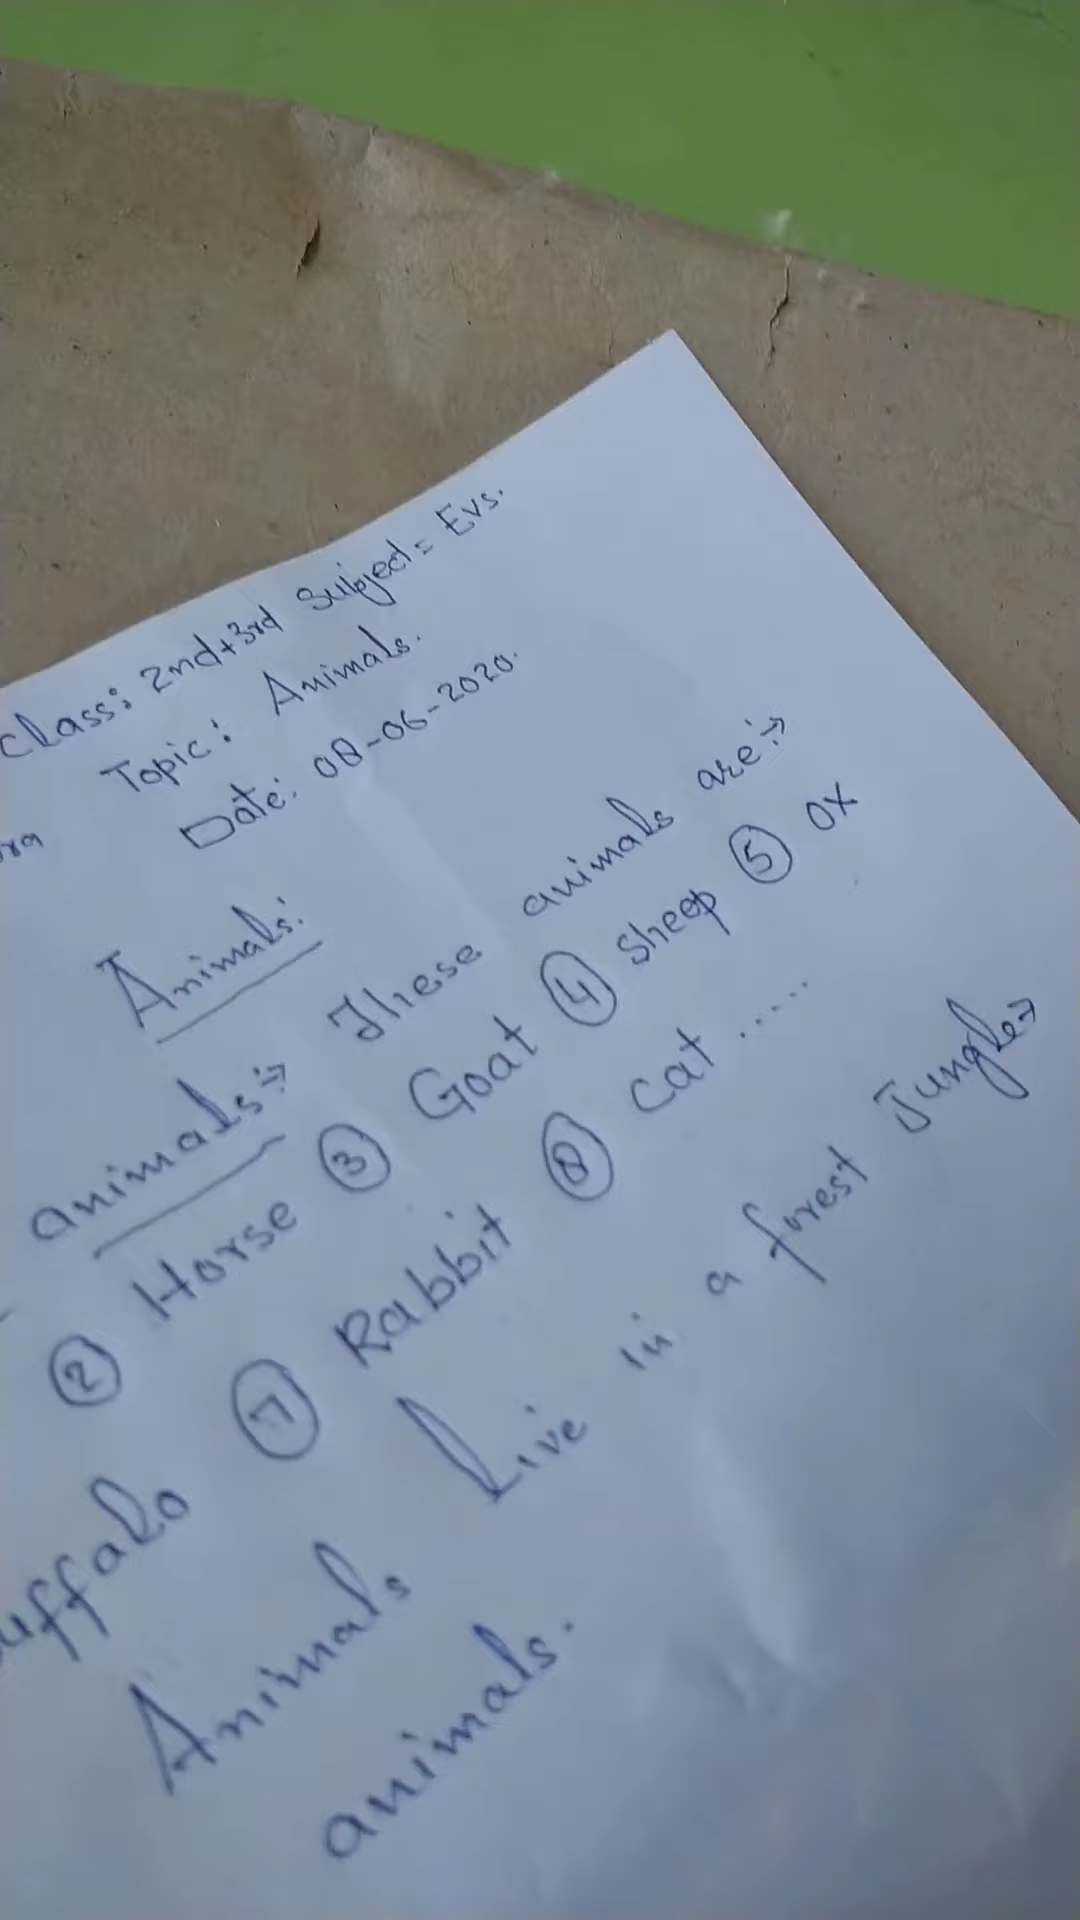 Class: 2nd+3rd Subject = Evs.
Topic: Animals.
Date: 08-06-2020.
Animals:
animals:→ These animals are:→
② Horse ③ Goat ④ Sheep ⑤ OX
uffalo ⑦ Rabbit ⑧ Cat .....
Animals live in a forest Jungle→
animals.